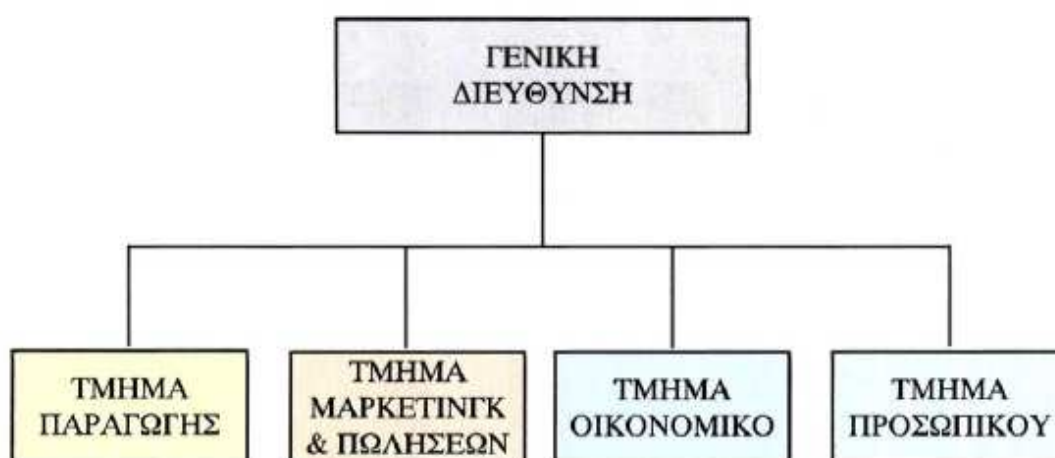 ΓΕΝΙΚΗ
ΔΙΕΥΘΥΝΣΗ
ΤΜΗΜΑ
ΠΑΡΑΓΩΓΗΣ
ΤΜΗΜΑ
ΜΑΡΚΕΤΙΝΓΚ
& ΠΩΛΗΣΕΩΝ
ΤΜΗΜΑ
ΟΙΚΟΝΟΜΙΚΟ
ΤΜΗΜΑ
ΠΡΟΣΩΠΙΚΟΥ